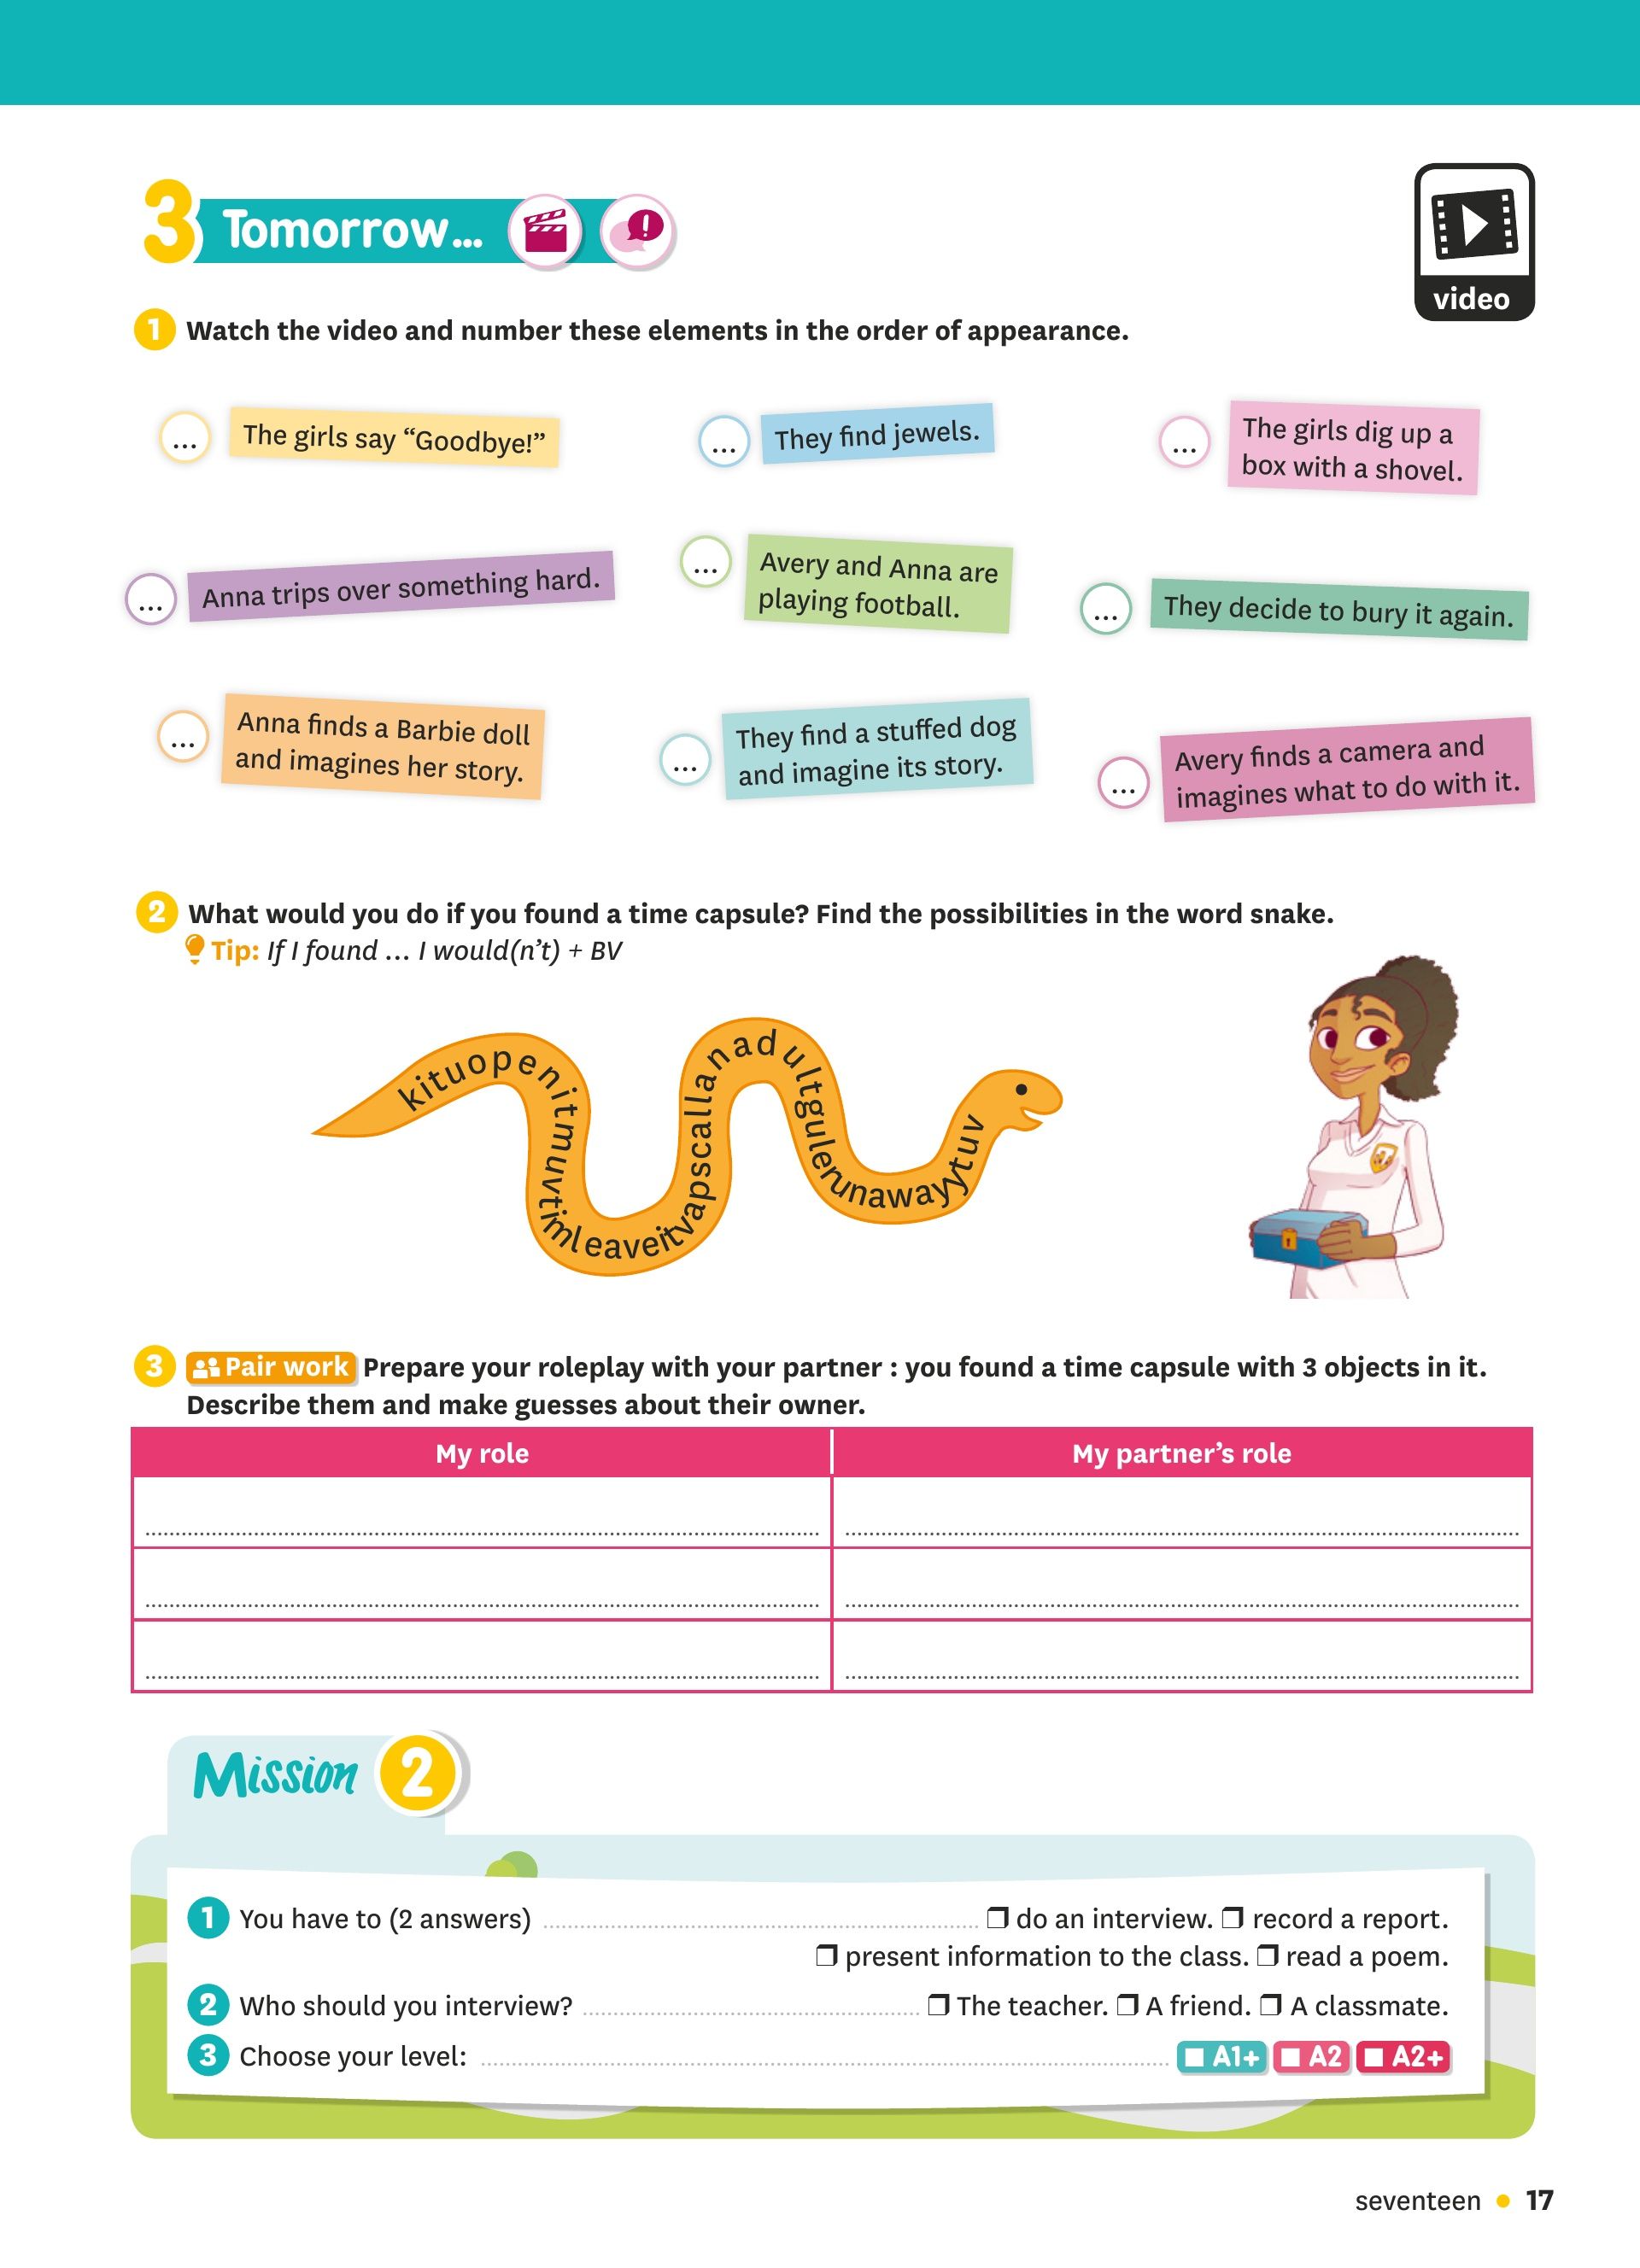 3 Tomorrow...
video
1 Watch the video and number these elements in the order of appearance.
... The girls say “Goodbye!”
... They find jewels.
... The girls dig up a
box with a shovel.
... Anna trips over something hard.
... Avery and Anna are
playing football.
... They decide to bury it again.
... Anna finds a Barbie doll
and imagines her story.
... They find a stuffed dog
and imagine its story.
... Avery finds a camera and
imagines what to do with it.
2 What would you do if you found a time capsule? Find the possibilities in the word snake.
Tip: If I found ... I would(n’t) + BV
kituopenitmunvtimleaveitvapscallanadultgulerunawayytuv
3 Pair work Prepare your roleplay with your partner : you found a time capsule with 3 objects in it.
Describe them and make guesses about their owner.
My role My partner’s role
Mission 2
1 You have to (2 answers) ❒ do an interview. ❒ record a report.
❒ present information to the class. ❒ read a poem.
2 Who should you interview? ❒ The teacher. ❒ A friend. ❒ A classmate.
3 Choose your level: A1+ A2 A2+
seventeen • 17